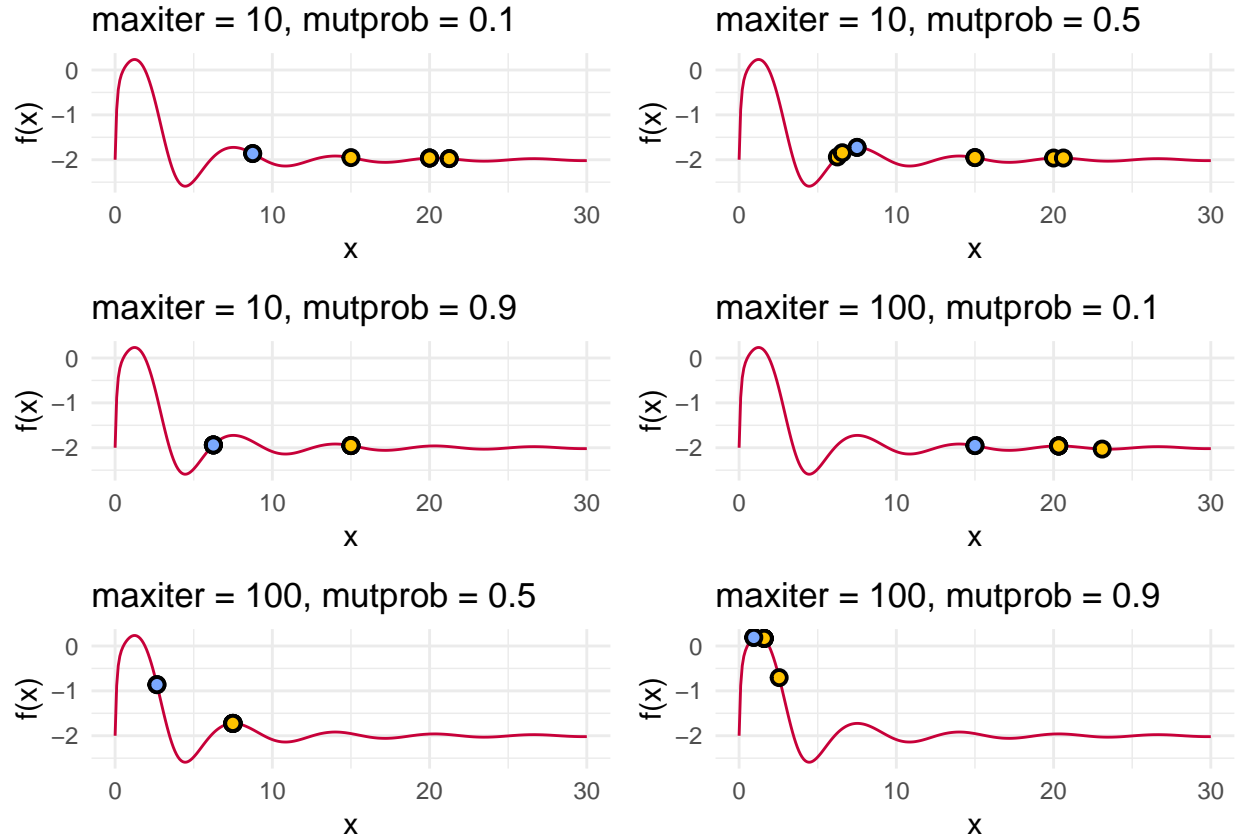 maxiter = 10, mutprob = 0.1
0
−1
−2
f(x)
0 10 20 30
x
maxiter = 10, mutprob = 0.5
0
−1
−2
f(x)
0 10 20 30
x
maxiter = 10, mutprob = 0.9
0
−1
−2
f(x)
0 10 20 30
x
maxiter = 100, mutprob = 0.1
0
−1
−2
f(x)
0 10 20 30
x
maxiter = 100, mutprob = 0.5
0
−1
−2
f(x)
0 10 20 30
x
maxiter = 100, mutprob = 0.9
0
−1
−2
f(x)
0 10 20 30
x